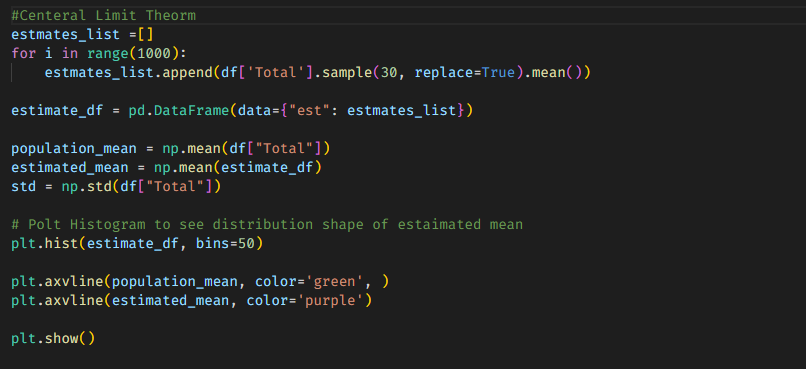 #Centeral Limit Theorm
estmates_list =[]
for i in range(1000):
    estmates_list.append(df['Total'].sample(30, replace=True).mean())
estimate_df = pd.DataFrame(data={"est": estmates_list})
population_mean = np.mean(df["Total"])
estimated_mean = np.mean(estimate_df)
std = np.std(df["Total"])
# Polt Histogram to see distribution shape of estaimated mean
plt.hist(estimate_df, bins=50)
plt.axvline(population_mean, color='green', )
plt.axvline(estimated_mean, color='purple')
plt.show()